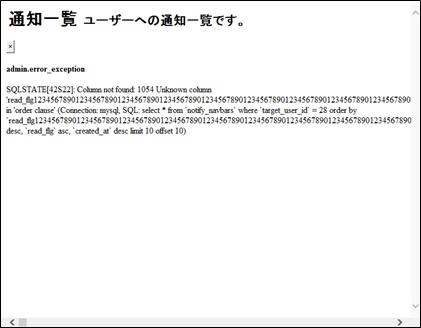 通知一覧 ユーザーへの通知一覧です。
×
admin.error_exception
SQLSTATE[42S22]: Column not found: 1054 Unknown column
'read_flg1234567890123456789012345678901234567890123456789012345678901234567890123456789012345678901234567890
in 'order clause' (Connection: mysql, SQL: select * from `notify_navbars` where `target_user_id` = 28 order by
`read_flg1234567890123456789012345678901234567890123456789012345678901234567890123456789012345678901234567890
desc, `read_flg` asc, `created_at` desc limit 10 offset 10)